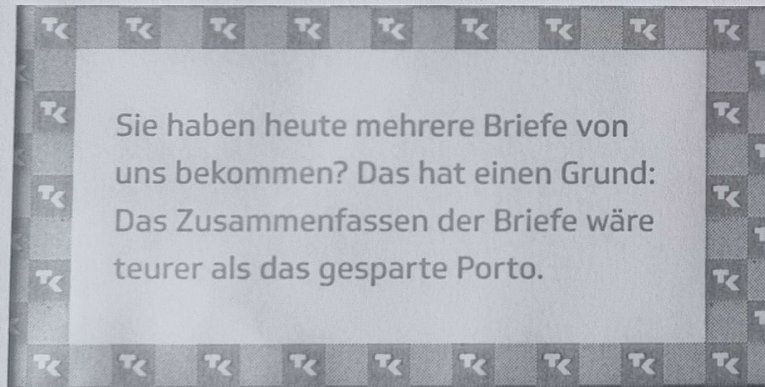 Sie haben heute mehrere Briefe von
uns bekommen? Das hat einen Grund:
Das Zusammenfassen der Briefe wäre
teurer als das gesparte Porto.